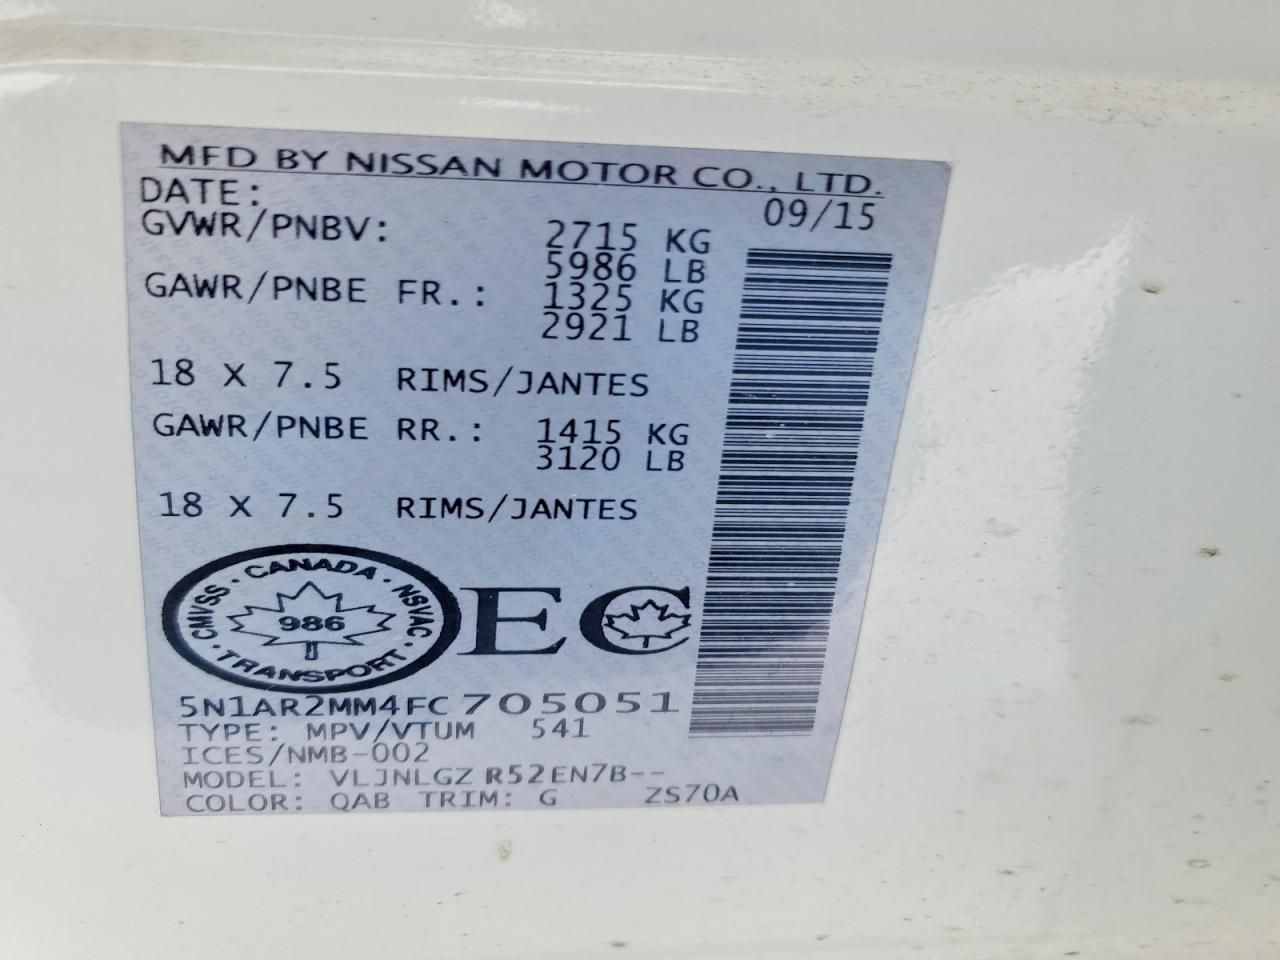 MFD BY NISSAN MOTOR CO., LTD.
DATE: 09/15
GVWR/PNBV: 2715 KG
5986 LB
GAWR/PNBE FR.: 1325 KG
2921 LB
18 X 7.5 RIMS/JANTES
GAWR/PNBE RR.: 1415 KG
3120 LB
18 X 7.5 RIMS/JANTES
CANADA
CMVSS 986 NSVAC
TRANSPORT
EC
5N1AR2MM4FC705051
TYPE: MPV/VTUM 541
ICES/NMB-002
MODEL: VLJNLGZ R52EN7B--
COLOR: QAB TRIM: G ZS70A